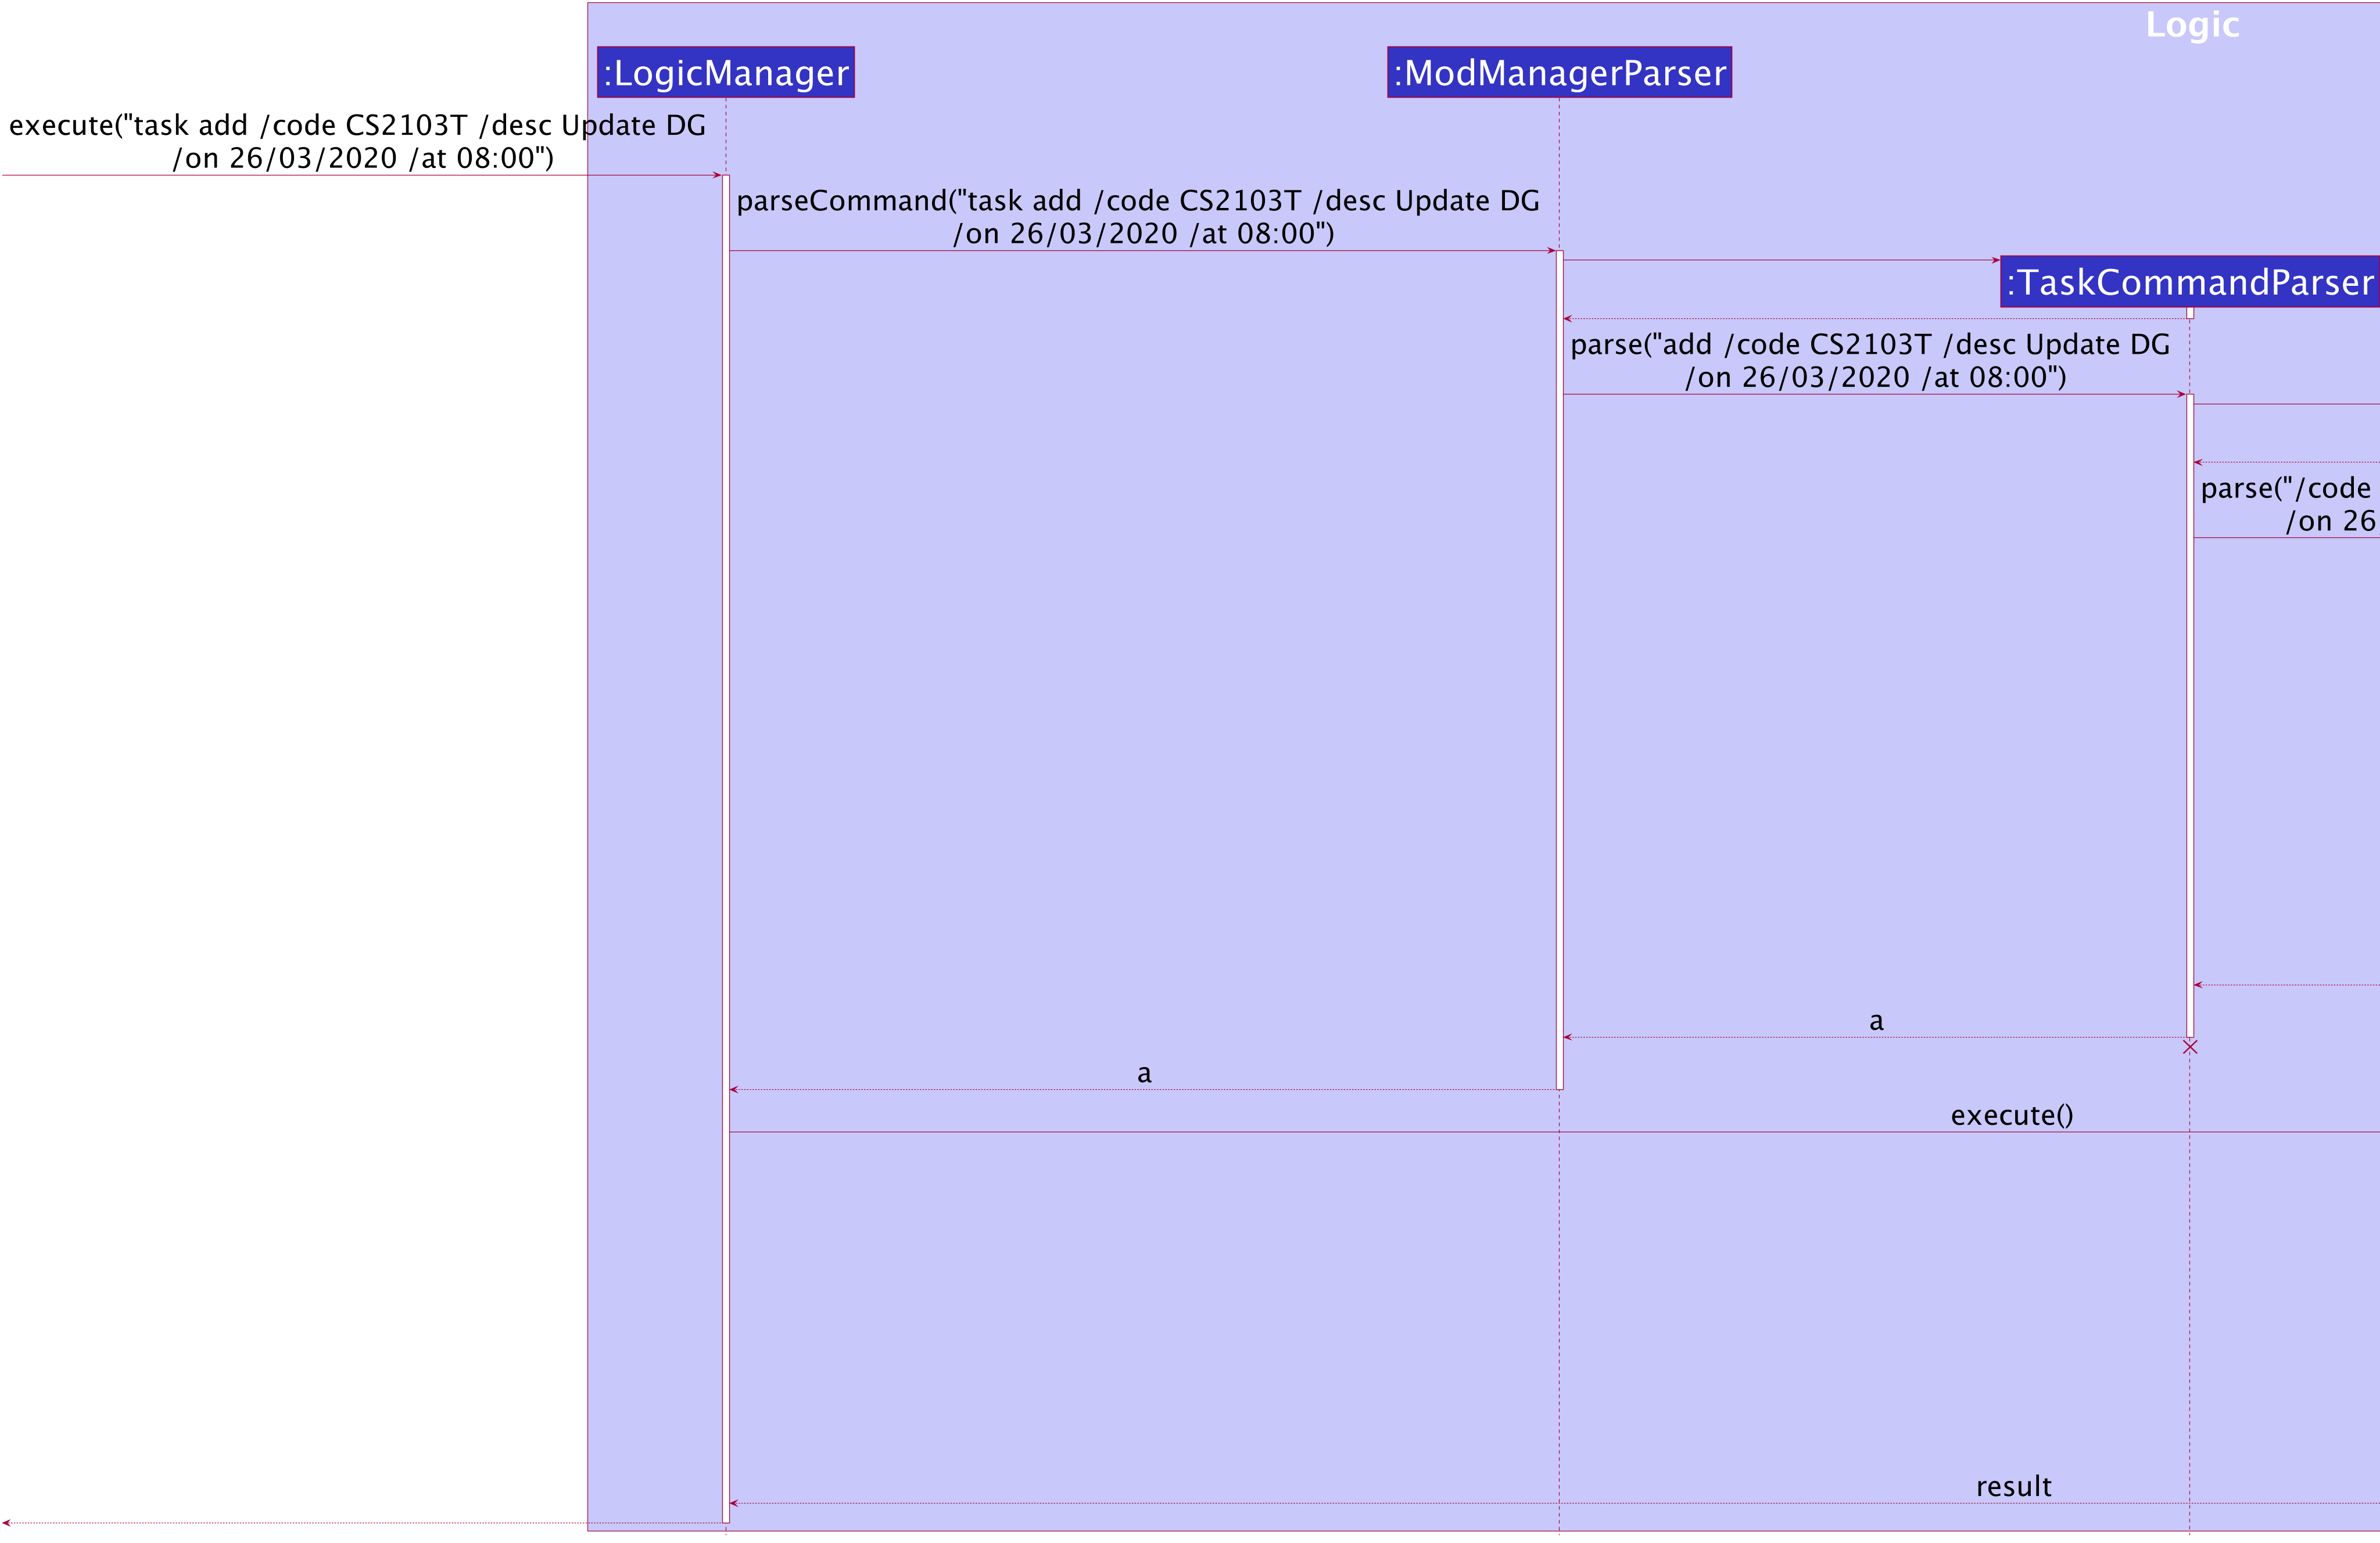 Logic
:LogicManager
:ModManagerParser
execute("task add /code CS2103T /desc Update DG
/on 26/03/2020 /at 08:00")
parseCommand("task add /code CS2103T /desc Update DG
/on 26/03/2020 /at 08:00")
:TaskCommandParser
parse("add /code CS2103T /desc Update DG
/on 26/03/2020 /at 08:00")
parse("/code
/on 26
a
a
execute()
result